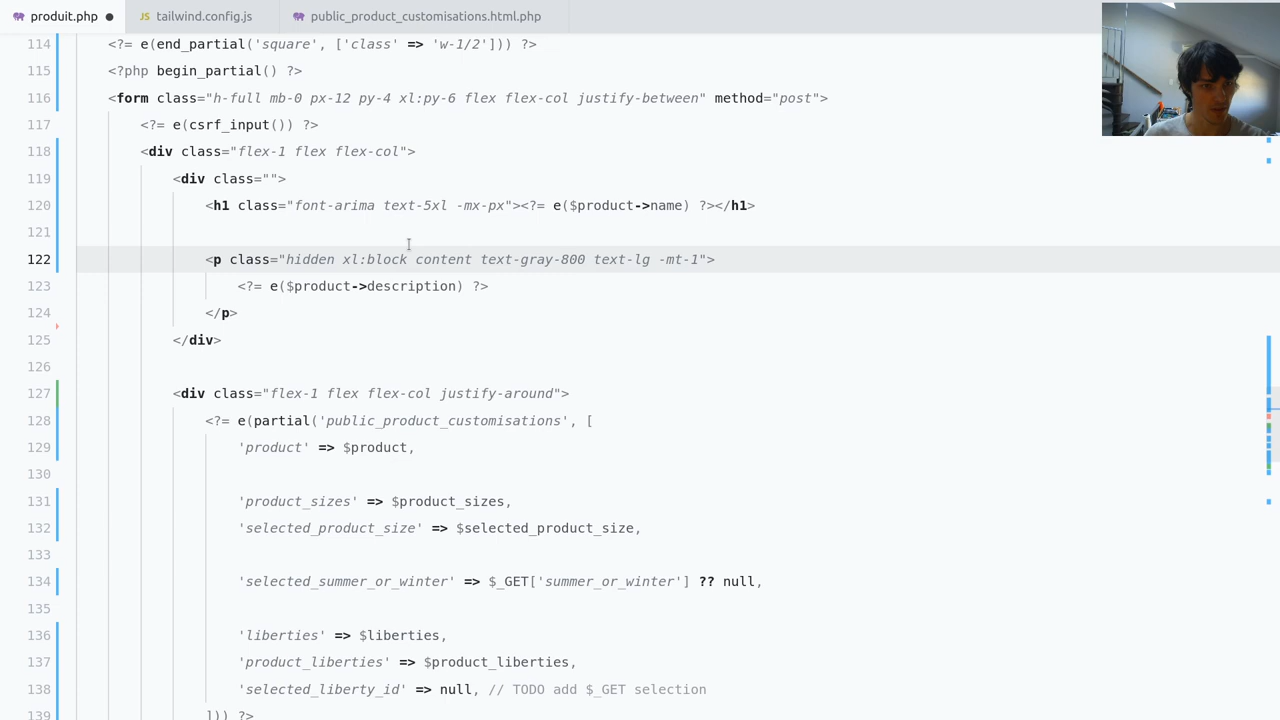 produit.php
tailwind.config.js
public_product_customisations.html.php
114 <?= e(end_partial('square', ['class' => 'w-1/2'])) ?>
115 <?php begin_partial() ?>
116 <form class="h-full mb-0 px-12 py-4 xl:py-6 flex flex-col justify-between" method="post">
117 <?= e(csrf_input()) ?>
118 <div class="flex-1 flex flex-col">
119 <div class="">
120 <h1 class="font-arima text-5xl -mx-px"><?= e($product->name) ?></h1>
121
122 <p class="hidden xl:block content text-gray-800 text-lg -mt-1">
123 <?= e($product->description) ?>
124 </p>
125 </div>
126
127 <div class="flex-1 flex flex-col justify-around">
128 <?= e(partial('public_product_customisations', [
129 'product' => $product,
130
131 'product_sizes' => $product_sizes,
132 'selected_product_size' => $selected_product_size,
133
134 'selected_summer_or_winter' => $_GET['summer_or_winter'] ?? null,
135
136 'liberties' => $liberties,
137 'product_liberties' => $product_liberties,
138 'selected_liberty_id' => null, // TODO add $_GET selection
139 ])) ?>